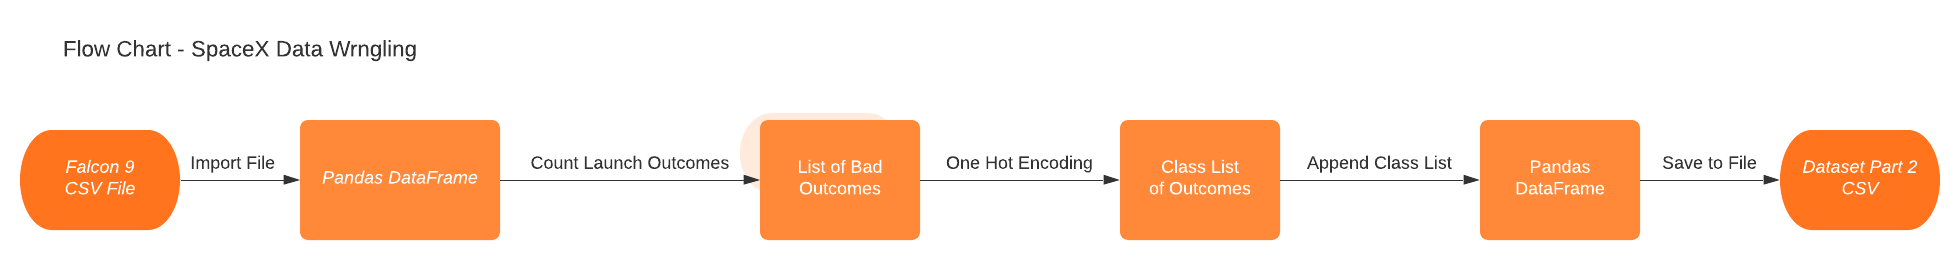 Flow Chart - SpaceX Data Wrngling
Falcon 9
CSV File
Import File
Pandas DataFrame
Count Launch Outcomes
List of Bad
Outcomes
One Hot Encoding
Class List
of Outcomes
Append Class List
Pandas
DataFrame
Save to File
Dataset Part 2
CSV